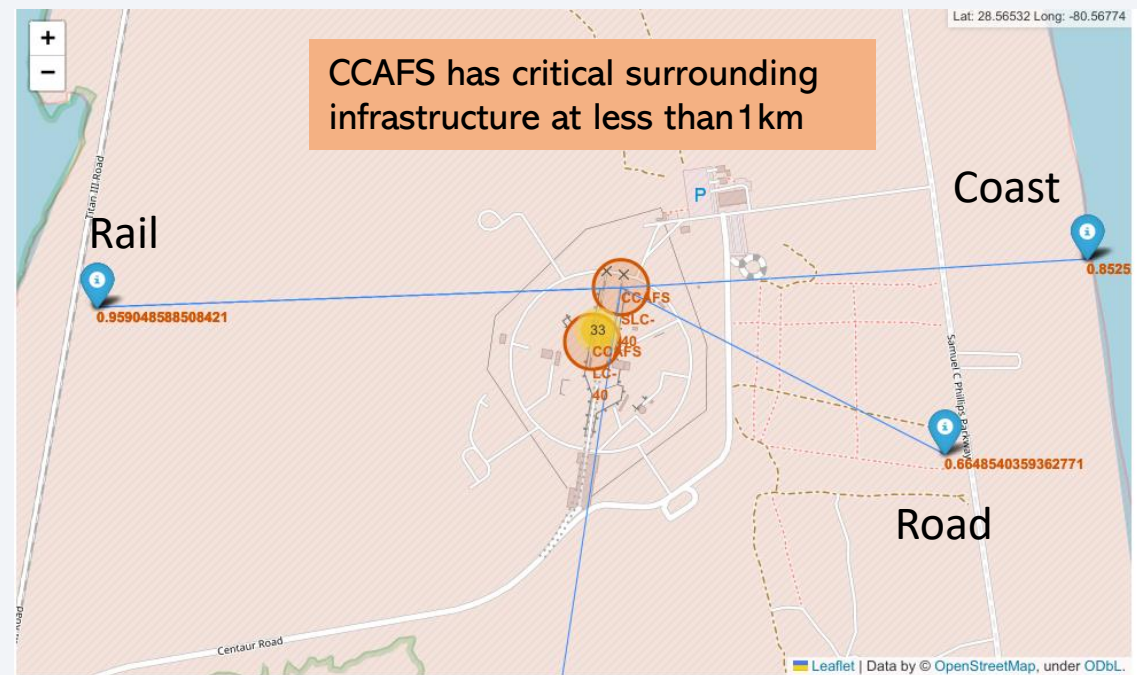 +
−
Lat: 28.56532 Long: -80.56774
CCAFS has critical surrounding
infrastructure at less than1km
Titan III Road
P
Coast
Rail
0.8525
0.959048588508421
CCAFS
SLC-
40
33
CCAFS
LC-
40
Samuel C Phillips Parkway
0.6648540359362771
Road
Centaur Road
Leaflet | Data by © OpenStreetMap, under ODbL.